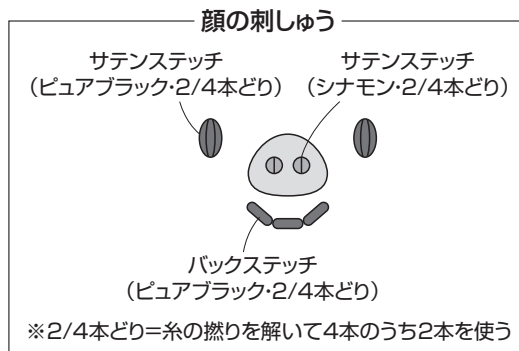 顔の刺しゅう
サテンステッチ
(ピュアブラック・2/4本どり)
サテンステッチ
(シナモン・2/4本どり)
バックステッチ
(ピュアブラック・2/4本どり)
※2/4本どり=糸の撚りを解いて4本のうち2本を使う